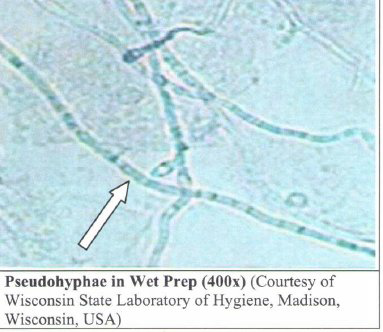 Pseudohyphae in Wet Prep (400x) (Courtesy of
Wisconsin State Laboratory of Hygiene, Madison,
Wisconsin, USA)